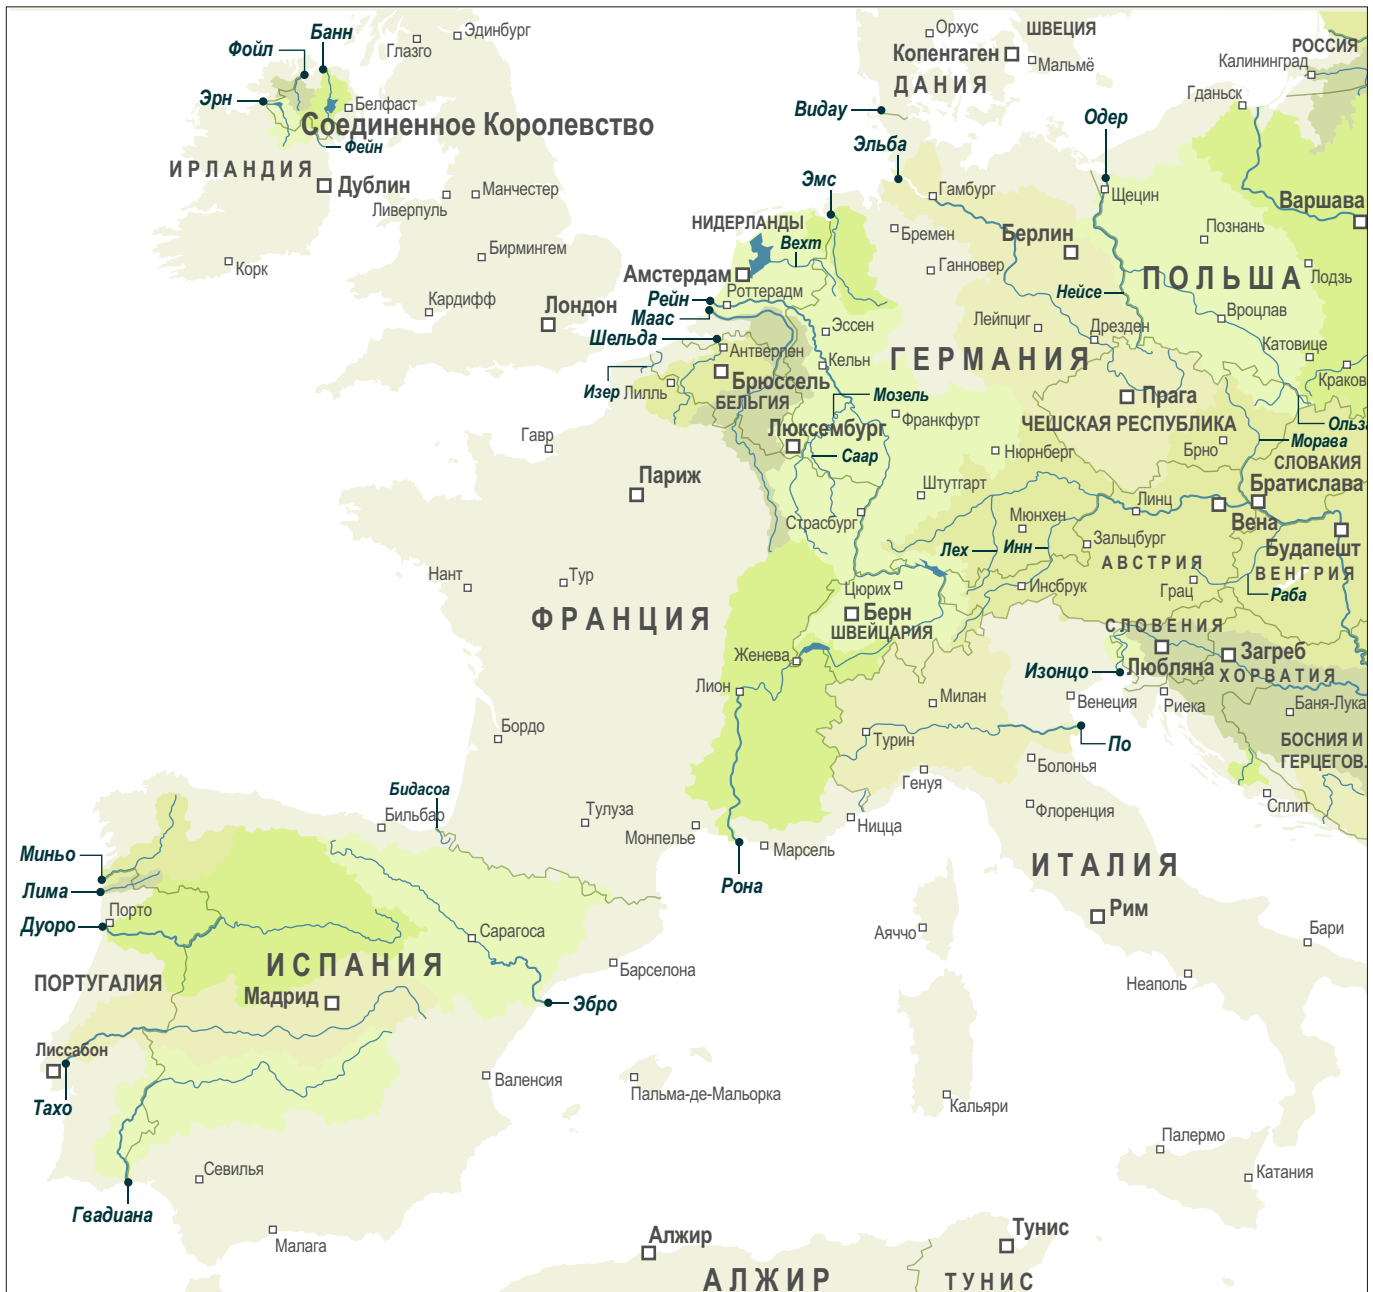 Банн
Эдинбург
Орхус
ШВЕЦИЯ
Фойл
Глазго
Копенгаген
РОССИЯ
Калининград
Мальмё
ДАНИЯ
Эрн
Белфаст
Видау
Гданьск
Соединенное Королевство
Одер
Фейн
Эльба
ИРЛАНДИЯ
Дублин
Манчестер
Эмс
Гамбург
Щецин
Варшава
Ливерпуль
НИДЕРЛАНДЫ
Бремен
Берлин
Познань
Бирмингем
Вехт
Корк
Амстердам
Ганновер
ПОЛЬША
Лодзь
Кардифф
Лондон
Рейн
Роттерадм
Нейсе
Маас
Эссен
Лейпциг
Дрезден
Вроцлав
Шельда
Антверпен
Кельн
ГЕРМАНИЯ
Катовице
Изер
Лилль
Брюссель
Краков
БЕЛЬГИЯ
Мозель
Прага
Люксембург
Франкфурт
ЧЕШСКАЯ РЕСПУБЛИКА
Ольза
Гавр
Саар
Нюрнберг
Брно
Морава
Париж
СЛОВАКИЯ
Штутгарт
Линц
Братислава
Страсбург
Мюнхен
Вена
Лех
Инн
Зальцбург
Будапешт
Нант
Тур
АВСТРИЯ
ВЕНГРИЯ
Цюрих
Инсбрук
Грац
Раба
ФРАНЦИЯ
Берн
ШВЕЙЦАРИЯ
СЛОВЕНИЯ
Женева
Изонцо
Любляна
Загреб
ХОРВАТИЯ
Лион
Милан
Венеция
Риека
Баня-Лука
Бордо
Турин
По
БОСНИЯ И
ГЕРЦЕГОВ.
Болонья
Генуя
Бидасоа
Бильбао
Тулуза
Монпелье
Ницца
Флоренция
Сплит
Миньо
Марсель
ИТАЛИЯ
Лима
Рона
Порто
Рим
Дуоро
Сарагоса
Аяччо
Бари
ИСПАНИЯ
Барселона
ПОРТУГАЛИЯ
Мадрид
Эбро
Неаполь
Лиссабон
Валенсия
Тахо
Пальма-де-Мальорка
Кальяри
Палермо
Севилья
Катания
Гвадиана
Малага
Алжир
Тунис
АЛЖИР
ТУНИС